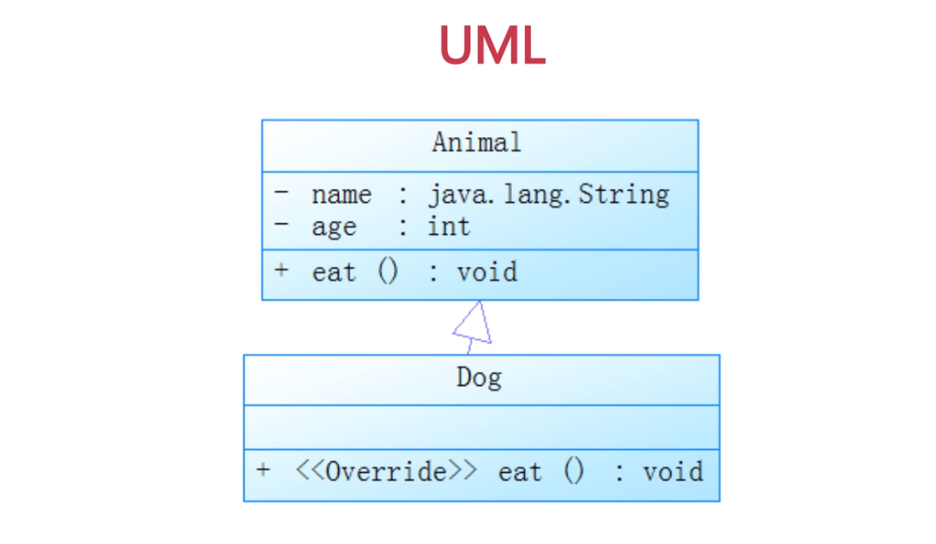 UML
Animal
- name : java.lang.String
- age : int
+ eat () : void
Dog
+ <<Override>> eat () : void